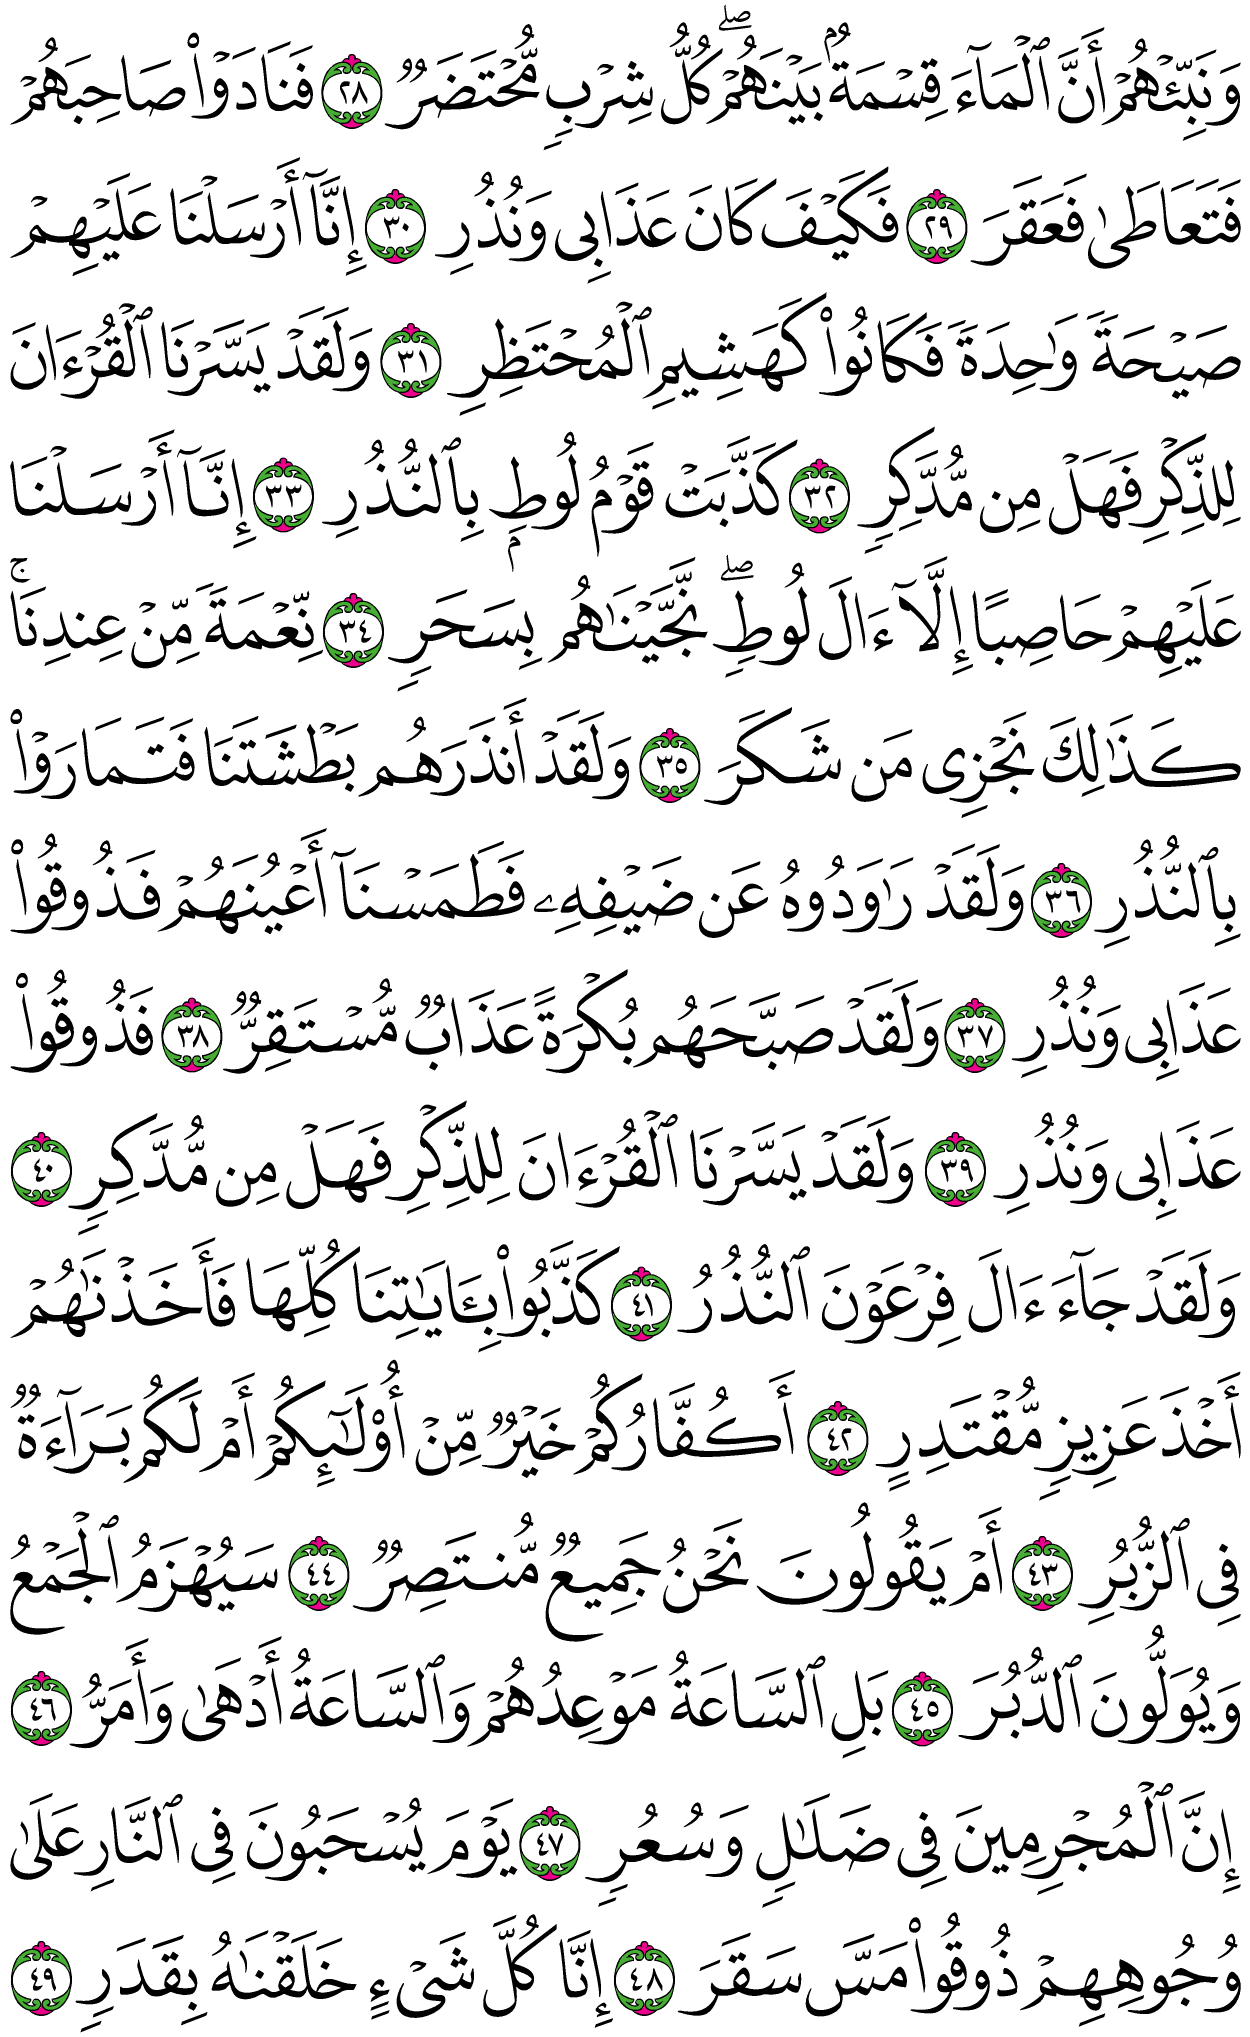 وَنَبِّئۡهُمۡ أَنَّ ٱلۡمَآءَ قِسۡمَةُۢ بَيۡنَهُمۡۖ كُلُّ شِرۡبٖ مُّحۡتَضَرٞ ٢٨ فَنَادَوۡاْ صَاحِبَهُمۡ
فَتَعَاطَىٰ فَعَقَرَ ٢٩ فَكَيۡفَ كَانَ عَذَابِي وَنُذُرِ ٣٠ إِنَّآ أَرۡسَلۡنَا عَلَيۡهِمۡ
صَيۡحَةٗ وَٰحِدَةٗ فَكَانُواْ كَهَشِيمِ ٱلۡمُحۡتَظِرِ ٣١ وَلَقَدۡ يَسَّرۡنَا ٱلۡقُرۡءَانَ
لِلذِّكۡرِ فَهَلۡ مِن مُّدَّكِرٖ ٣٢ كَذَّبَتۡ قَوۡمُ لُوطِۭ بِٱلنُّذُرِ ٣٣ إِنَّآ أَرۡسَلۡنَا
عَلَيۡهِمۡ حَاصِبًا إِلَّآ ءَالَ لُوطٖۖ نَّجَّيۡنَٰهُم بِسَحَرٖ ٣٤ نِّعۡمَةٗ مِّنۡ عِندِنَاۚ
كَذَٰلِكَ نَجۡزِي مَن شَكَرَ ٣٥ وَلَقَدۡ أَنذَرَهُم بَطۡشَتَنَا فَتَمَارَوۡاْ
بِٱلنُّذُرِ ٣٦ وَلَقَدۡ رَٰوَدُوهُ عَن ضَيۡفِهِۦ فَطَمَسۡنَآ أَعۡيُنَهُمۡ فَذُوقُواْ
عَذَابِي وَنُذُرِ ٣٧ وَلَقَدۡ صَبَّحَهُم بُكۡرَةً عَذَابٞ مُّسۡتَقِرّٞ ٣٨ فَذُوقُواْ
عَذَابِي وَنُذُرِ ٣٩ وَلَقَدۡ يَسَّرۡنَا ٱلۡقُرۡءَانَ لِلذِّكۡرِ فَهَلۡ مِن مُّدَّكِرٖ ٤٠
وَلَقَدۡ جَآءَ ءَالَ فِرۡعَوۡنَ ٱلنُّذُرُ ٤١ كَذَّبُواْ بِـَٔايَٰتِنَا كُلِّهَا فَأَخَذۡنَٰهُمۡ
أَخۡذَ عَزِيزٖ مُّقۡتَدِرٍ ٤٢ أَكُفَّارُكُمۡ خَيۡرٞ مِّنۡ أُوْلَٰٓئِكُمۡ أَمۡ لَكُم بَرَآءَةٞ
فِي ٱلزُّبُرِ ٤٣ أَمۡ يَقُولُونَ نَحۡنُ جَمِيعٞ مُّنتَصِرٞ ٤٤ سَيُهۡزَمُ ٱلۡجَمۡعُ
وَيُوَلُّونَ ٱلدُّبُرَ ٤٥ بَلِ ٱلسَّاعَةُ مَوۡعِدُهُمۡ وَٱلسَّاعَةُ أَدۡهَىٰ وَأَمَرُّ ٤٦
إِنَّ ٱلۡمُجۡرِمِينَ فِي ضَلَٰلٖ وَسُعُرٖ ٤٧ يَوۡمَ يُسۡحَبُونَ فِي ٱلنَّارِ عَلَىٰ
وُجُوهِهِمۡ ذُوقُواْ مَسَّ سَقَرَ ٤٨ إِنَّا كُلَّ شَيۡءٍ خَلَقۡنَٰهُ بِقَدَرٖ ٤٩